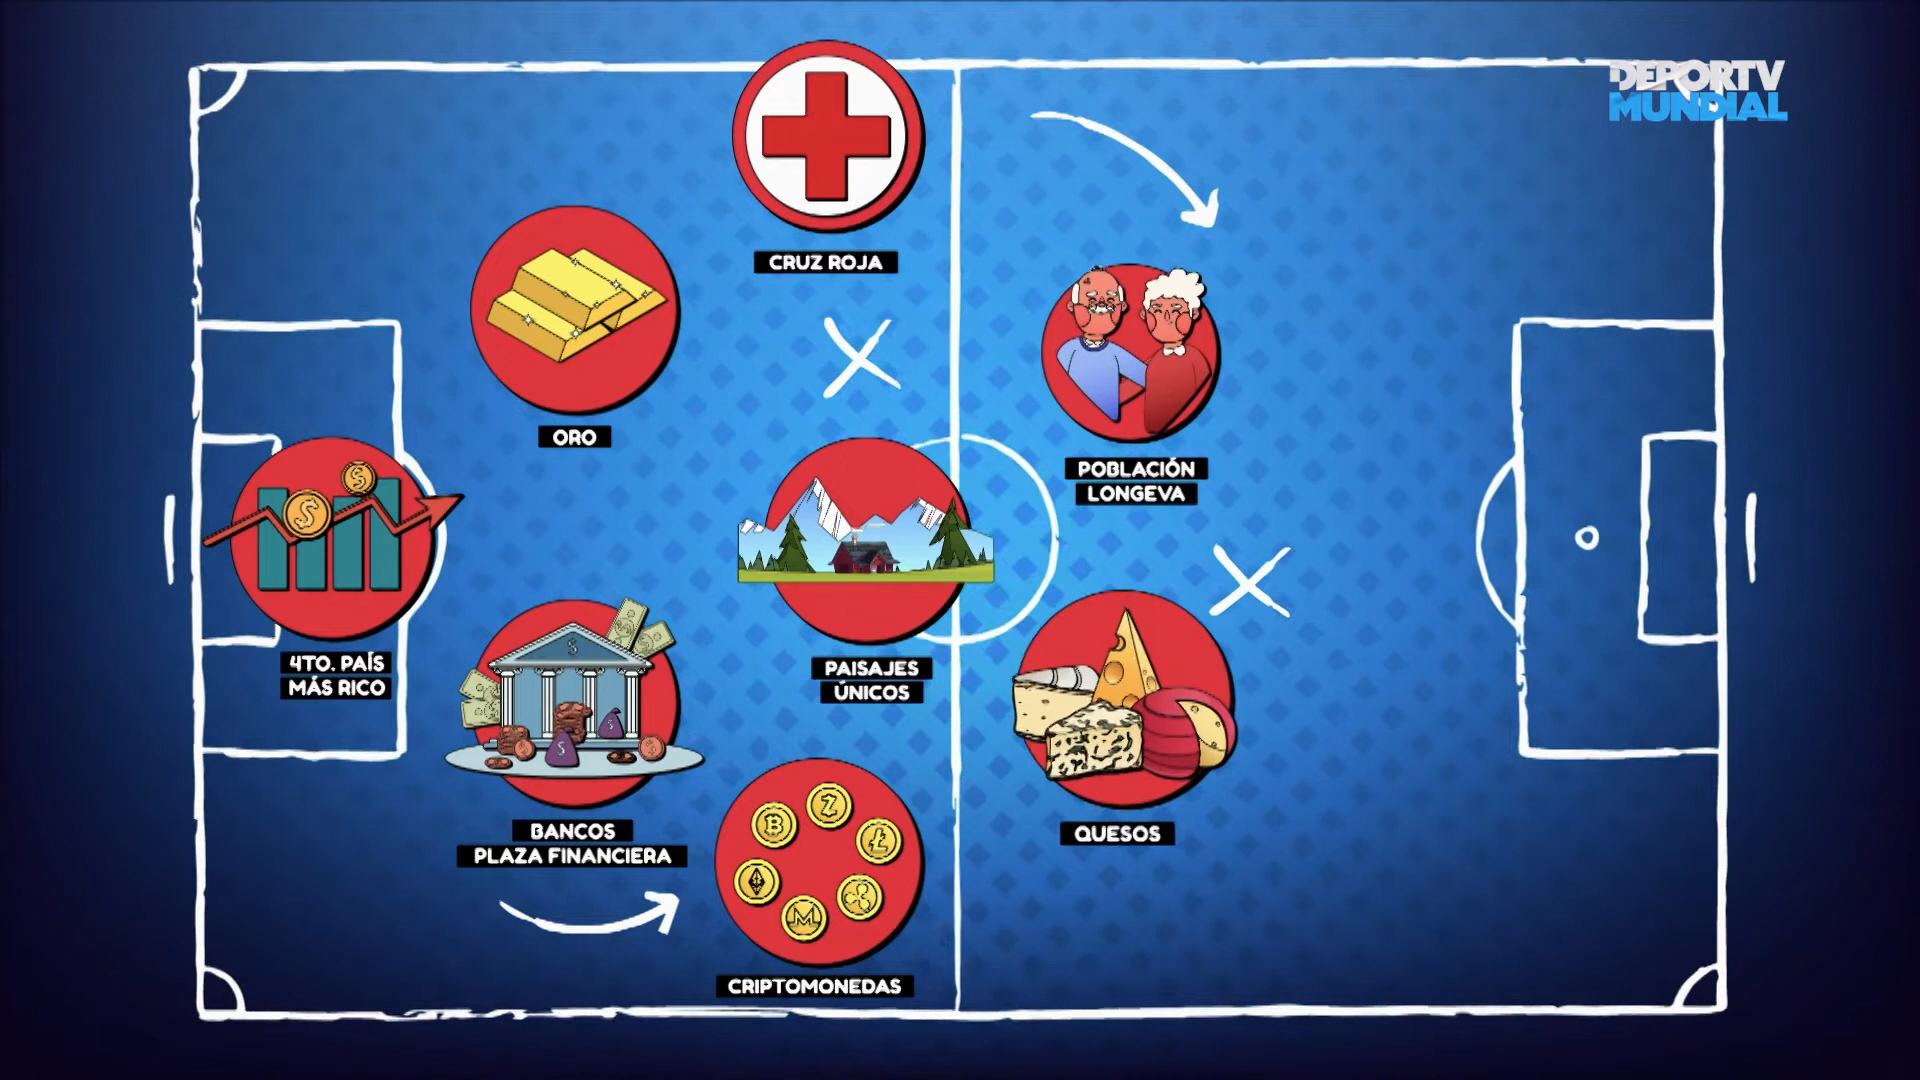 DEPORTV
MUNDIAL
CRUZ ROJA
ORO
POBLACIÓN
LONGEVA
4TO. PAÍS
MÁS RICO
PAISAJES
ÚNICOS
BANCOS
PLAZA FINANCIERA
QUESOS
CRIPTOMONEDAS